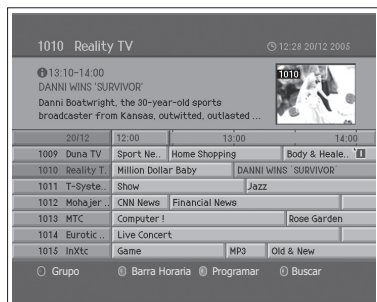 1010 Reality TV 12:28 20/12 2005
13:10-14:00
DANNI WINS 'SURVIVOR'
Danni Boatwright, the 30-year-old sports
broadcaster from Kansas, outwitted, outlasted ...
1010
20/12 12:00 13:00 14:00
1009 Duna TV Sport Ne.. Home Shopping Body & Heale..
1010 Reality T. Million Dollar Baby DANNI WINS 'SURVIVOR'
1011 T-Syste.. Show Jazz
1012 Mohajer .. CNN News Financial News
1013 MTC Computer ! Rose Garden
1014 Eurotic .. Live Concert
1015 InXtc Game MP3 Old & New
Grupo Barra Horaria Programar Buscar